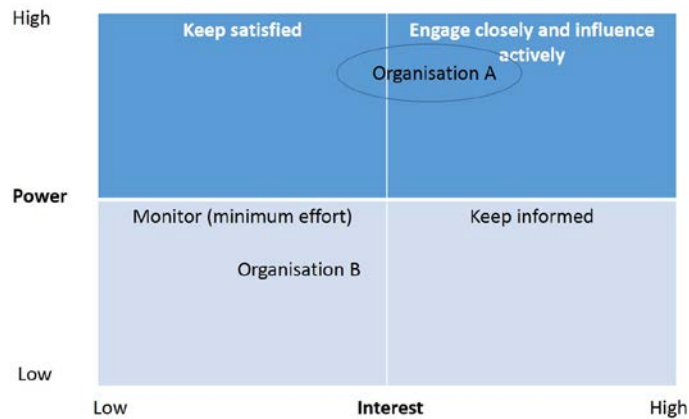 High
Keep satisfied
Engage closely and influence
actively
Organisation A
Power
Monitor (minimum effort)
Keep informed
Organisation B
Low
Low
Interest
High